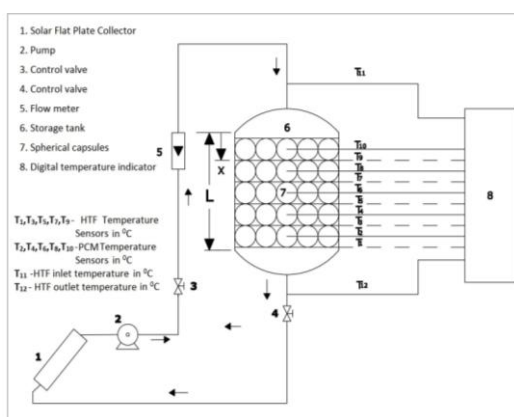 1. Solar Flat Plate Collector
2. Pump
3. Control valve
4. Control valve
5. Flow meter
6. Storage tank
7. Spherical capsules
8. Digital temperature indicator
T₁,T₃,T₅,T₇,T₉- HTF Temperature
Sensors in ⁰C
T₂,T₄,T₆,T₈,T₁₀-PCM Temperature
Sensors in ⁰C
T₁₁ -HTF inlet temperature in ⁰C
T₁₂- HTF outlet temperature in ⁰C
T11
6
5
X
L
7
T10
T9
T8
T7
T6
T5
T4
T3
T2
T1
8
T12
3
4
2
1